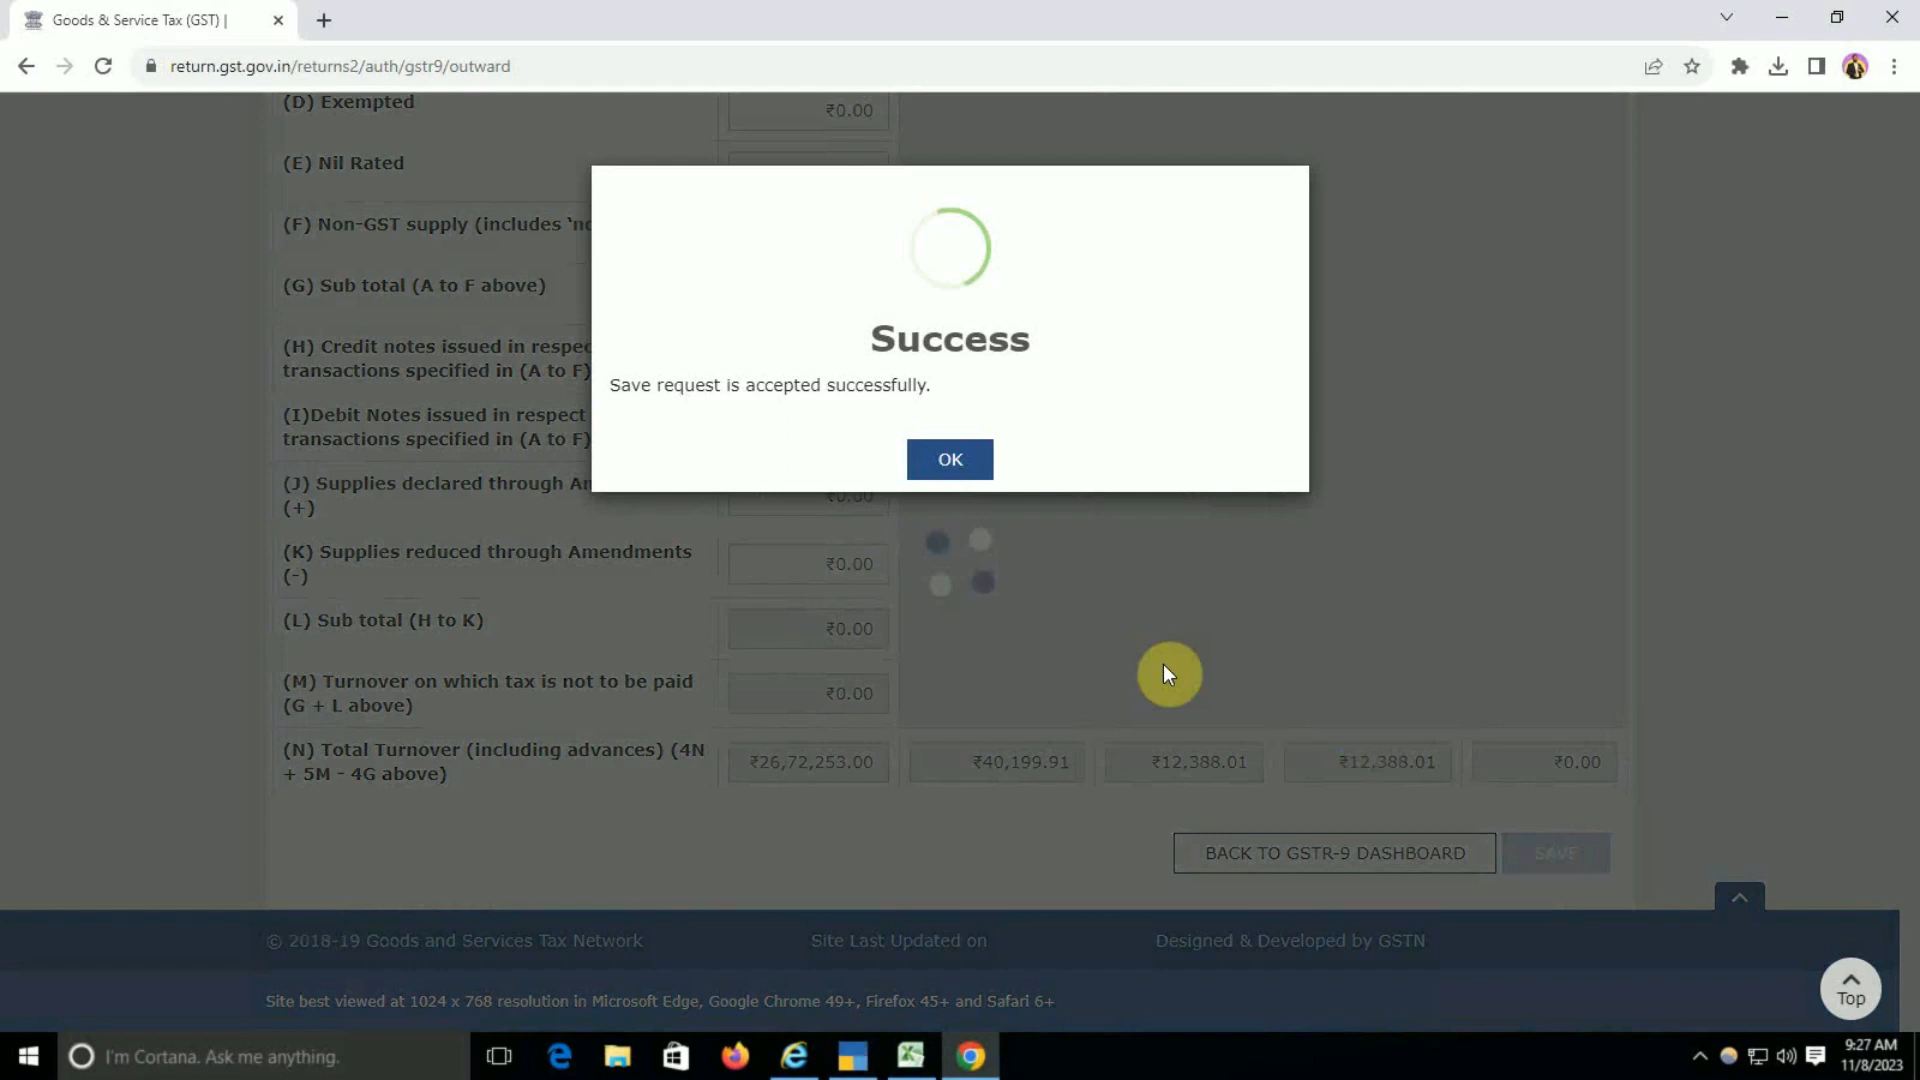 Goods & Service Tax (GST) |
return.gst.gov.in/returns2/auth/gstr9/outward
(D) Exempted
₹0.00
(E) Nil Rated
(F) Non-GST supply (includes ‘no
(G) Sub total (A to F above)
(H) Credit notes issued in respec
transactions specified in (A to F)
(I)Debit Notes issued in respect
transactions specified in (A to F)
(J) Supplies declared through Am
(+)
₹0.00
(K) Supplies reduced through Amendments
(-)
₹0.00
(L) Sub total (H to K)
₹0.00
(M) Turnover on which tax is not to be paid
(G + L above)
₹0.00
(N) Total Turnover (including advances) (4N
+ 5M - 4G above)
₹26,72,253.00 ₹40,199.91 ₹12,388.01 ₹12,388.01 ₹0.00
Success
Save request is accepted successfully.
OK
BACK TO GSTR-9 DASHBOARD SAVE
© 2018-19 Goods and Services Tax Network Site Last Updated on Designed & Developed by GSTN
Site best viewed at 1024 x 768 resolution in Microsoft Edge, Google Chrome 49+, Firefox 45+ and Safari 6+
Top
I'm Cortana. Ask me anything.
9:27 AM
11/8/2023